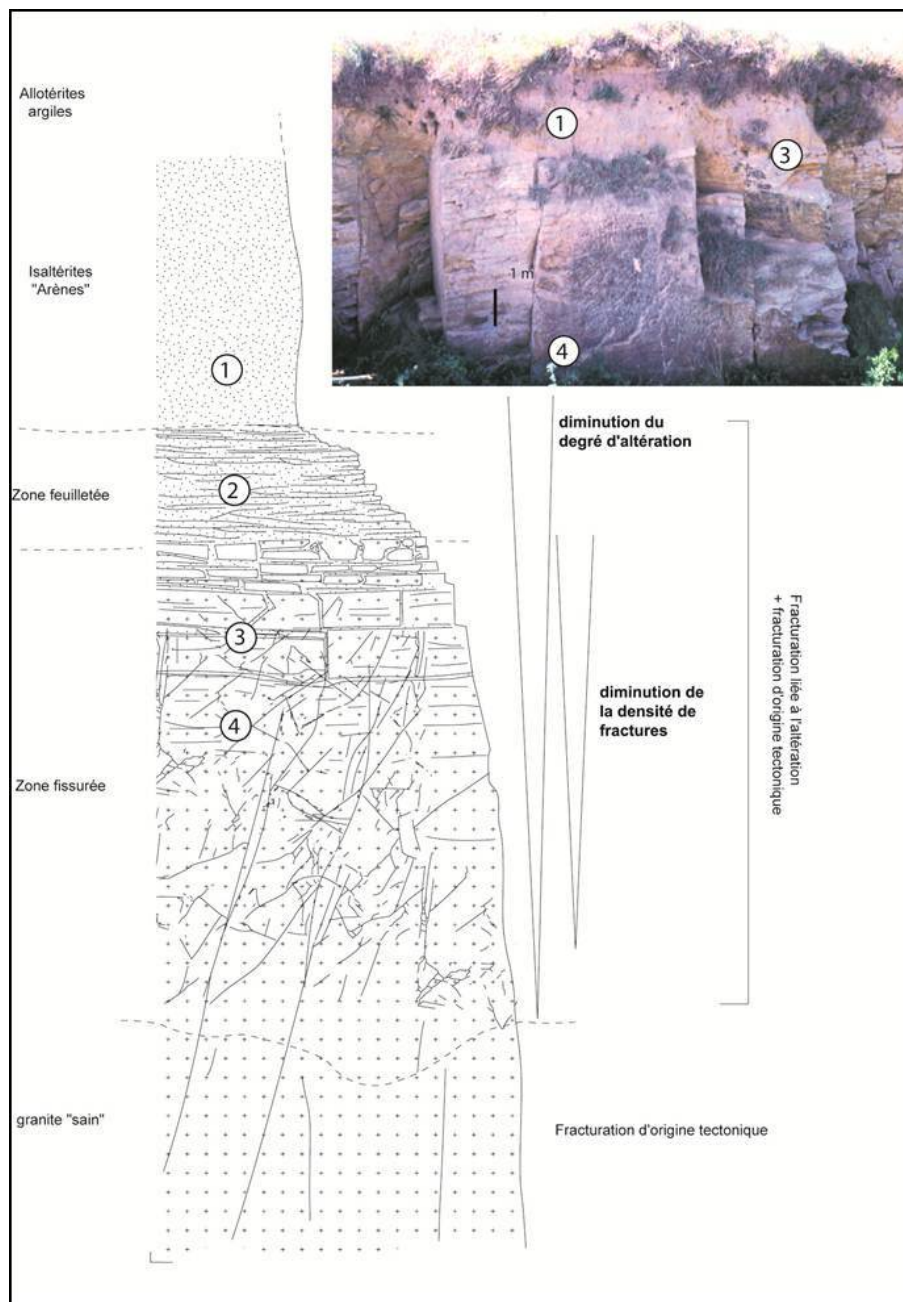 Allotérites
argiles
1
3
Isaltérites
"Arènes"
1 m
1
4
diminution du
degré d'altération
Zone feuilletée
2
Fracturation liée à l'altération
+ fracturation d'origine tectonique
3
diminution de
la densité de
fractures
4
Zone fissurée
granite "sain"
Fracturation d'origine tectonique